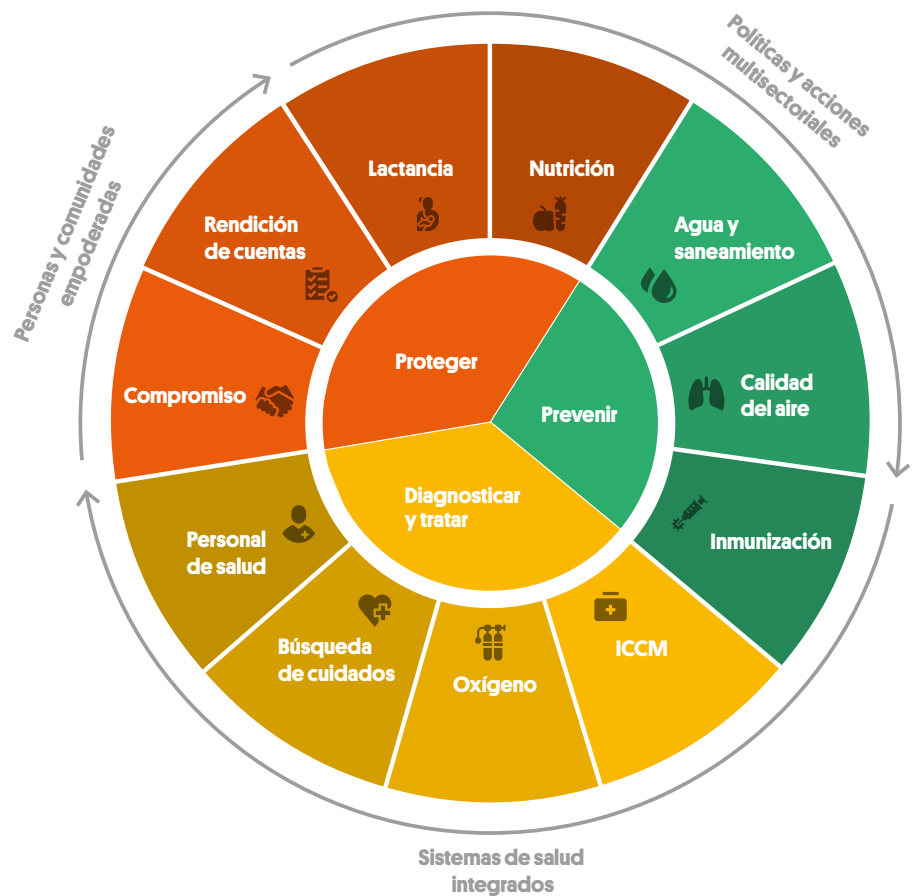 Políticas y acciones
multisectoriales
Personas y comunidades
empoderadas
Lactancia
Nutrición
Rendición
de cuentas
Agua y
saneamiento
Compromiso
Calidad
del aire
Proteger
Prevenir
Diagnosticar
y tratar
Personal
de salud
Inmunización
Búsqueda
de cuidados
Oxígeno
ICCM
Sistemas de salud
integrados